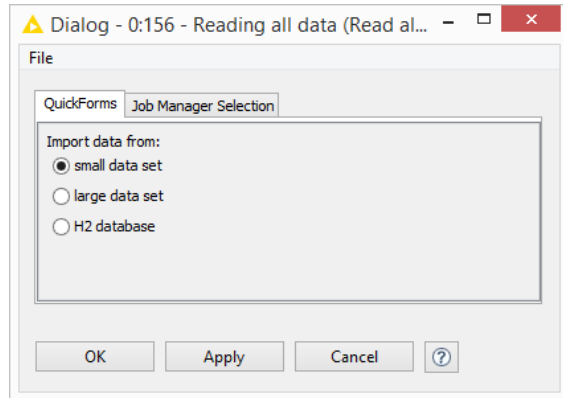 Dialog - 0:156 - Reading all data (Read al...
File
QuickForms
Job Manager Selection
Import data from:
small data set
large data set
H2 database
OK
Apply
Cancel
?